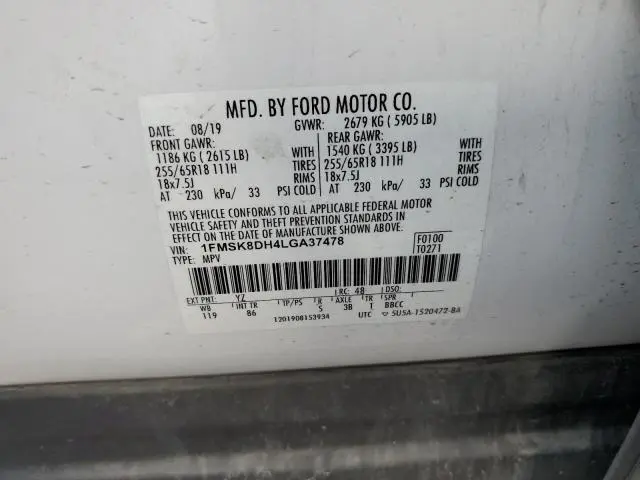 MFD. BY FORD MOTOR CO.
DATE: 08/19 GVWR: 2679 KG ( 5905 LB)
FRONT GAWR: REAR GAWR:
1186 KG ( 2615 LB) WITH 1540 KG ( 3395 LB) WITH
255/65R18 111H TIRES 255/65R18 111H TIRES
18x7.5J RIMS 18x7.5J RIMS
AT 230 kPa/ 33 PSI COLD AT 230 kPa/ 33 PSI COLD
THIS VEHICLE CONFORMS TO ALL APPLICABLE FEDERAL MOTOR
VEHICLE SAFETY AND THEFT PREVENTION STANDARDS IN
EFFECT ON THE DATE OF MANUFACTURE SHOWN ABOVE.
VIN: 1FMSK8DH4LGA37478 F0100
TYPE: MPV T0271
EXT PNT: YZ RC: 48 DSO:
WB INT TR TP/PS R AXLE TR SPR
119 86 S 3B T BBCC
1201908153934 UTC 5U5A-1520472-BA